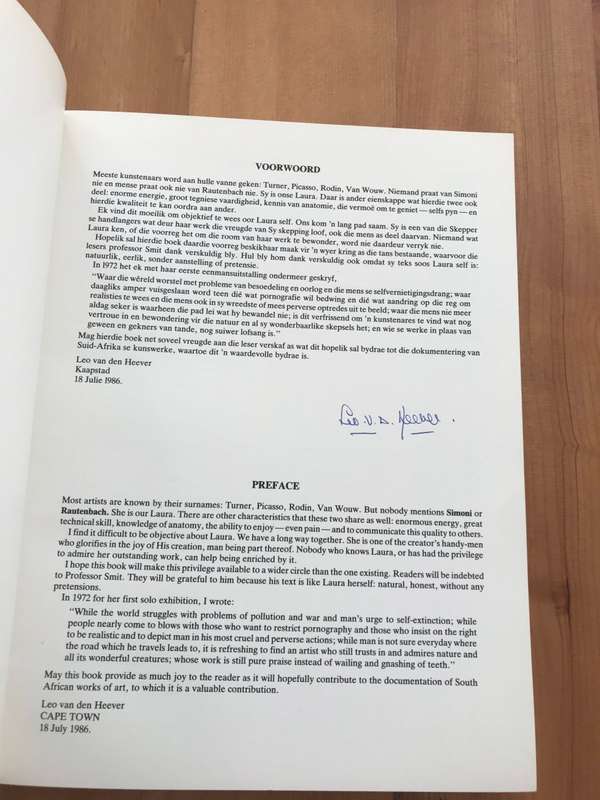 VOORWOORD
Meeste kunstenaars word aan hulle vanne geken: Turner, Picasso, Rodin, Van Wouw. Niemand praat van Simoni
nie en mense praat ook nie van Rautenbach nie. Sy is onse Laura. Daar is ander eienskappe wat hierdie twee ook
deel: enorme energie, groot tegniese vaardigheid, kennis van anatomie, die vermoë om te geniet — selfs pyn — en
hierdie kwaliteit te kan oordra aan ander.
Ek vind dit moeilik om objektief te wees oor Laura self. Ons kom 'n lang pad saam. Sy is een van die Skepper
se handlangers wat deur haar werk die vreugde van Sy skepping loof, ook die mens as deel daarvan. Niemand wat
Laura ken, of die voorreg het om die room van haar werk te bewonder, word nie daardeur verryk nie.
Hopelik sal hierdie boek daardie voorreg beskikbaar maak vir 'n wyer kring as die tans bestaande, waarvoor die
lesers professor Smit dank verskuldig bly. Hul bly hom dank verskuldig ook omdat sy teks soos Laura self is:
natuurlik, eerlik, sonder aanstelling of pretensie.
In 1972 het ek met haar eerste eenmansuitstalling ondermeer geskryf,
"Waar die wêreld worstel met probleme van besoedeling en oorlog en die mens se selfvernietigingsdrang; waar
daagliks amper vuisgeslaan word teen dié wat pornografie wil bedwing en dié wat aandring op die reg om
realisties te wees en die mens ook in sy wreedste of mees perverse optredes uit te beeld; waar die mens nie meer
aldag seker is waarheen die pad lei wat hy bewandel nie; is dit verfrissend om 'n kunstenares te vind wat nog
vertroue in en bewondering vir die natuur en al sy wonderbaarlike skepsels het; en wie se werke in plaas van
geween en gekners van tande, nog suiwer lofsang is."
Mag hierdie boek net soveel vreugde aan die leser verskaf as wat dit hopelik sal bydrae tot die dokumentering van
Suid-Afrika se kunswerke, waartoe dit 'n waardevolle bydrae is.
Leo van den Heever
Kaapstad
18 Julie 1986.
Leo v. d. Heever.
PREFACE
Most artists are known by their surnames: Turner, Picasso, Rodin, Van Wouw. But nobody mentions Simoni or
Rautenbach. She is our Laura. There are other characteristics that these two share as well: enormous energy, great
technical skill, knowledge of anatomy, the ability to enjoy — even pain — and to communicate this quality to others.
I find it difficult to be objective about Laura. We have a long way together. She is one of the creator's handy-men
who glorifies in the joy of His creation, man being part thereof. Nobody who knows Laura, or has had the privilege
to admire her outstanding work, can help being enriched by it.
I hope this book will make this privilege available to a wider circle than the one existing. Readers will be indebted
to Professor Smit. They will be grateful to him because his text is like Laura herself: natural, honest, without any
pretensions.
In 1972 for her first solo exhibition, I wrote:
"While the world struggles with problems of pollution and war and man's urge to self-extinction; while
people nearly come to blows with those who want to restrict pornography and those who insist on the right
to be realistic and to depict man in his most cruel and perverse actions; while man is not sure everyday where
the road which he travels leads to, it is refreshing to find an artist who still trusts in and admires nature and
all its wonderful creatures; whose work is still pure praise instead of wailing and gnashing of teeth."
May this book provide as much joy to the reader as it will hopefully contribute to the documentation of South
African works of art, to which it is a valuable contribution.
Leo van den Heever
CAPE TOWN
18 July 1986.